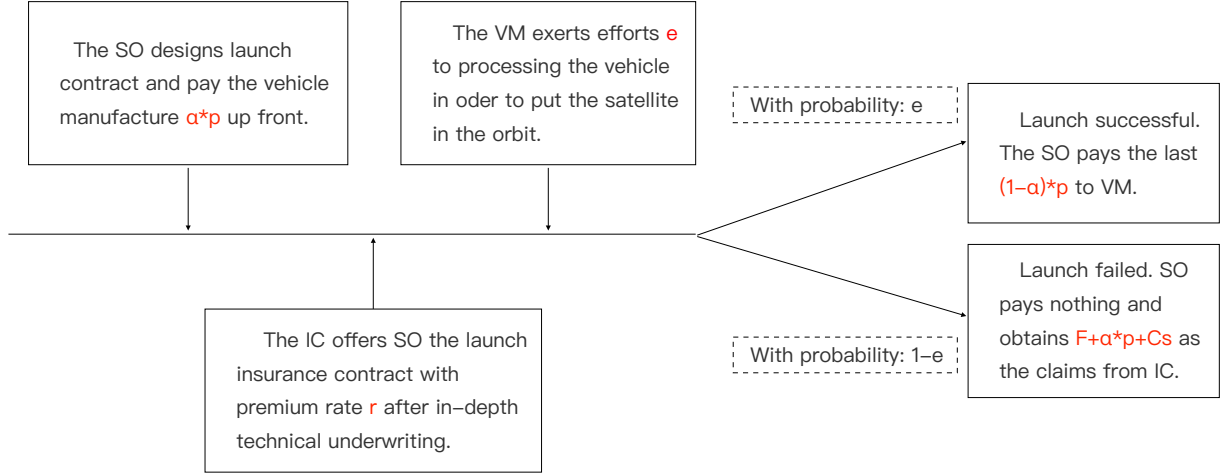 The SO designs launch
contract and pay the vehicle
manufacture α*p up front.
The VM exerts efforts e
to processing the vehicle
in oder to put the satellite
in the orbit.
With probability: e
Launch successful.
The SO pays the last
(1-α)*p to VM.
The IC offers SO the launch
insurance contract with
premium rate r after in-depth
technical underwriting.
With probability: 1-e
Launch failed. SO
pays nothing and
obtains F+α*p+Cs as
the claims from IC.